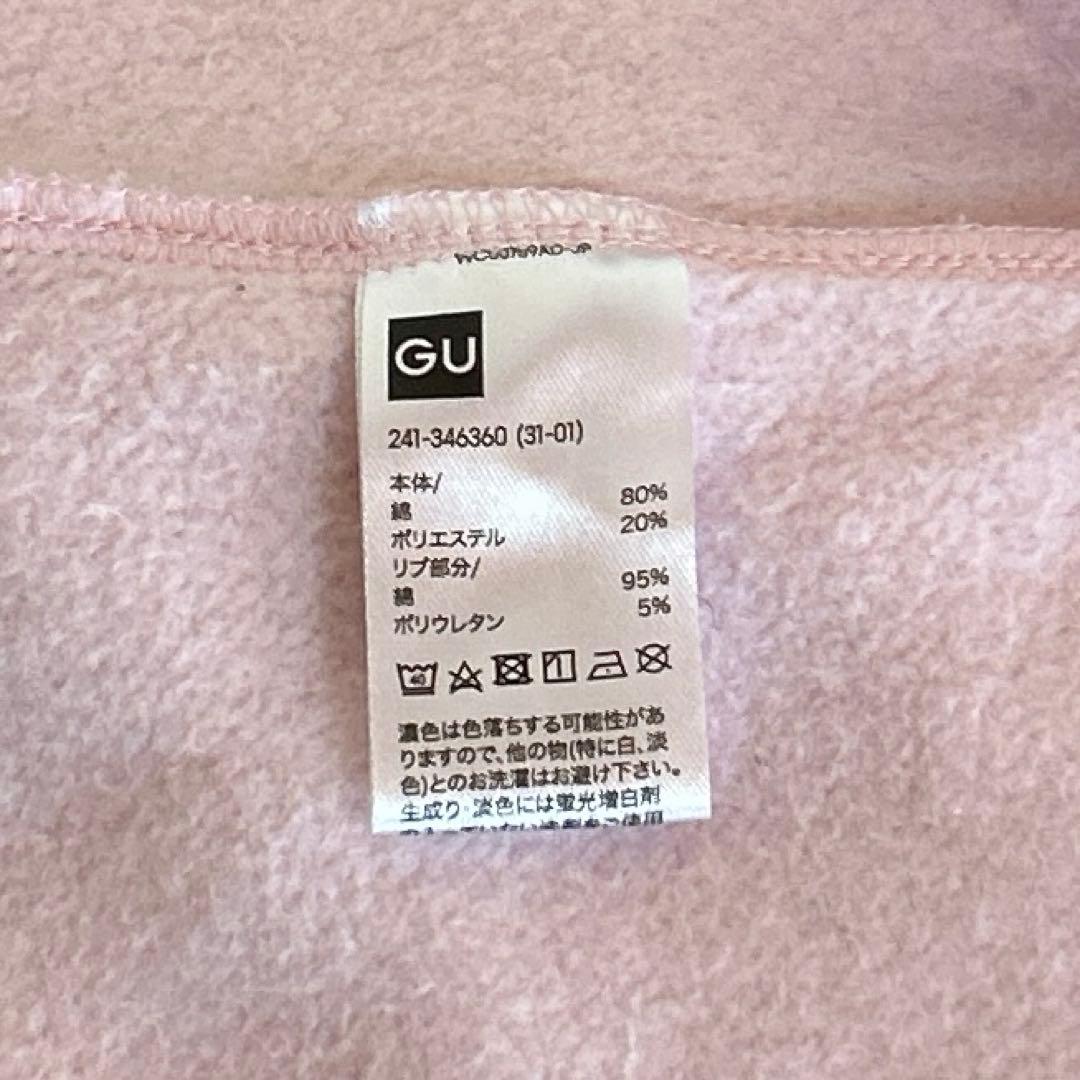 GU
241-346360 (31-01)
本体/
綿 80%
ポリエステル 20%
リブ部分/
綿 95%
ポリウレタン 5%
40
濃色は色落ちする可能性があ
りますので、他の物(特に白、淡
色)とのお洗濯はお避け下さい。
生成り・淡色には蛍光増白剤